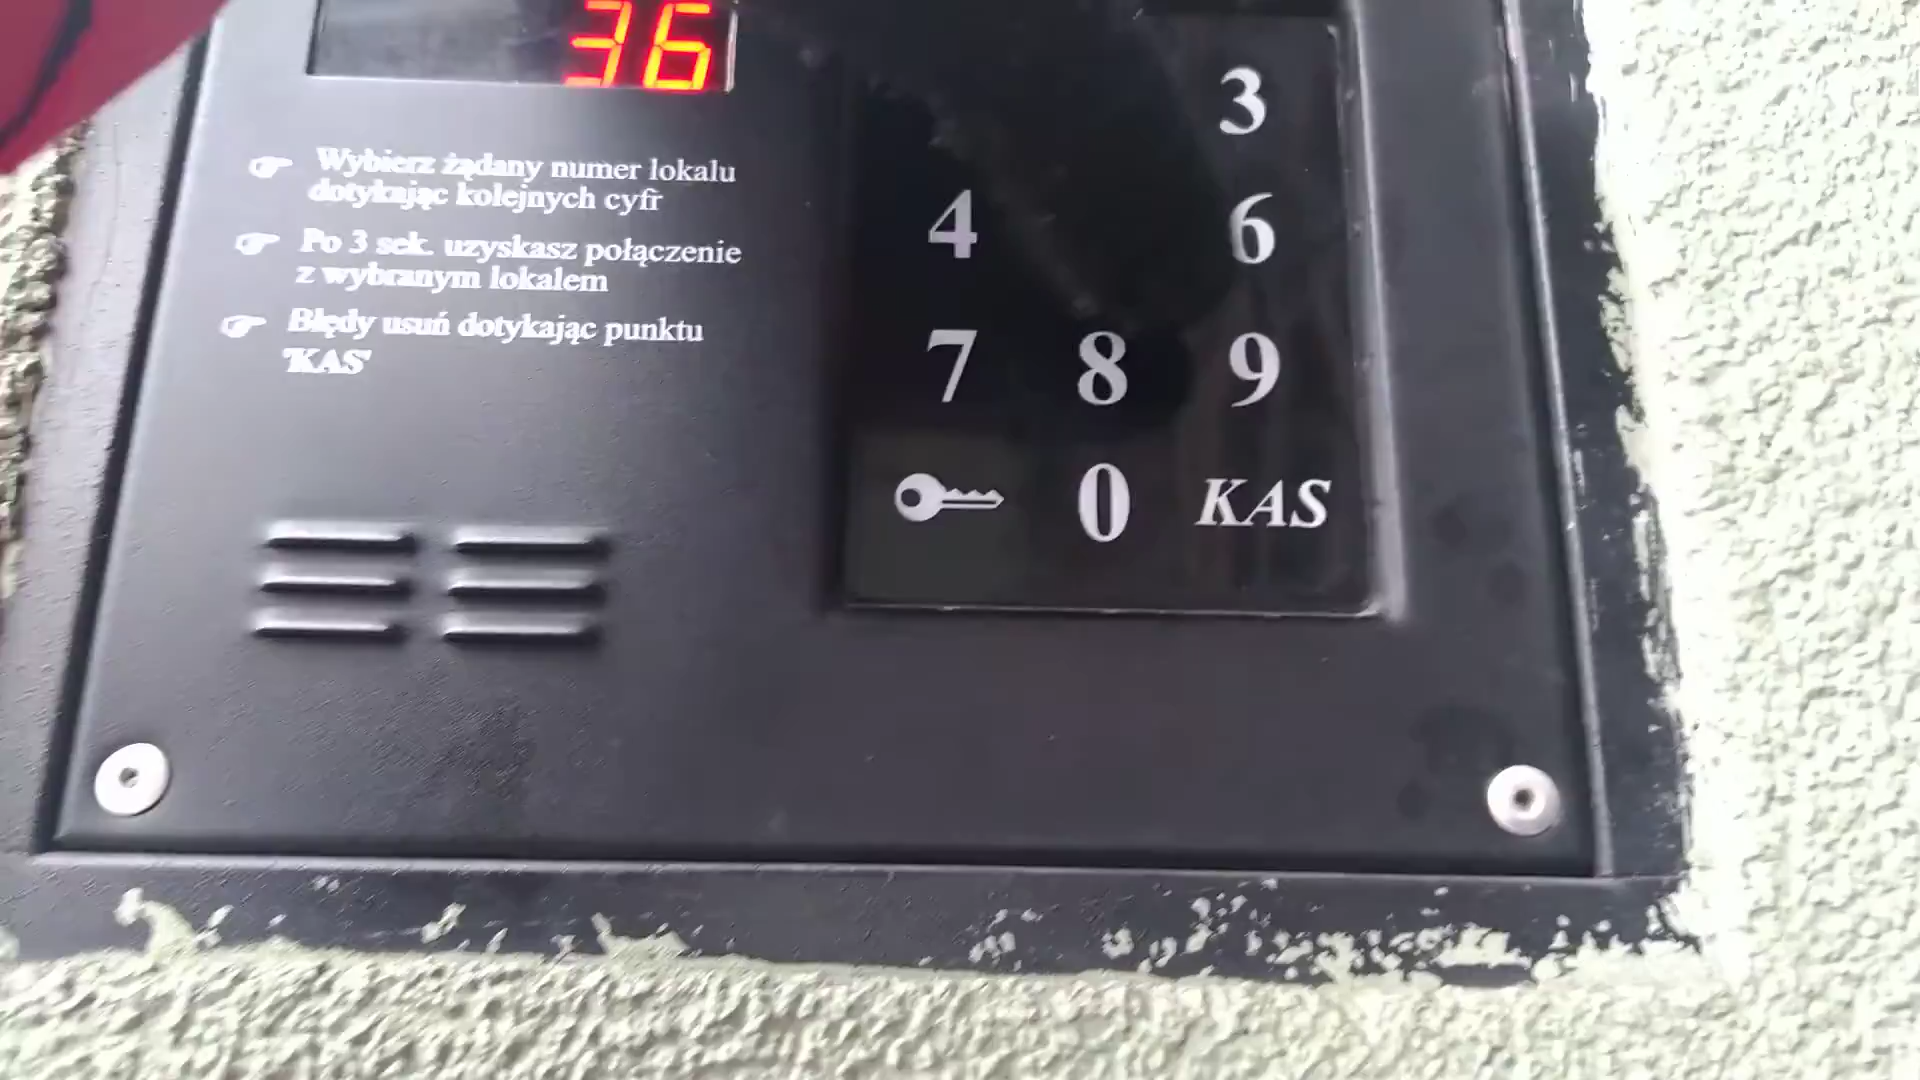 36
Wybierz żądany numer lokalu
dotykając kolejnych cyfr
Po 3 sek. uzyskasz połączenie
z wybranym lokalem
Błędy usuń dotykając punktu
'KAS'
3
4 6
7 8 9
0 KAS